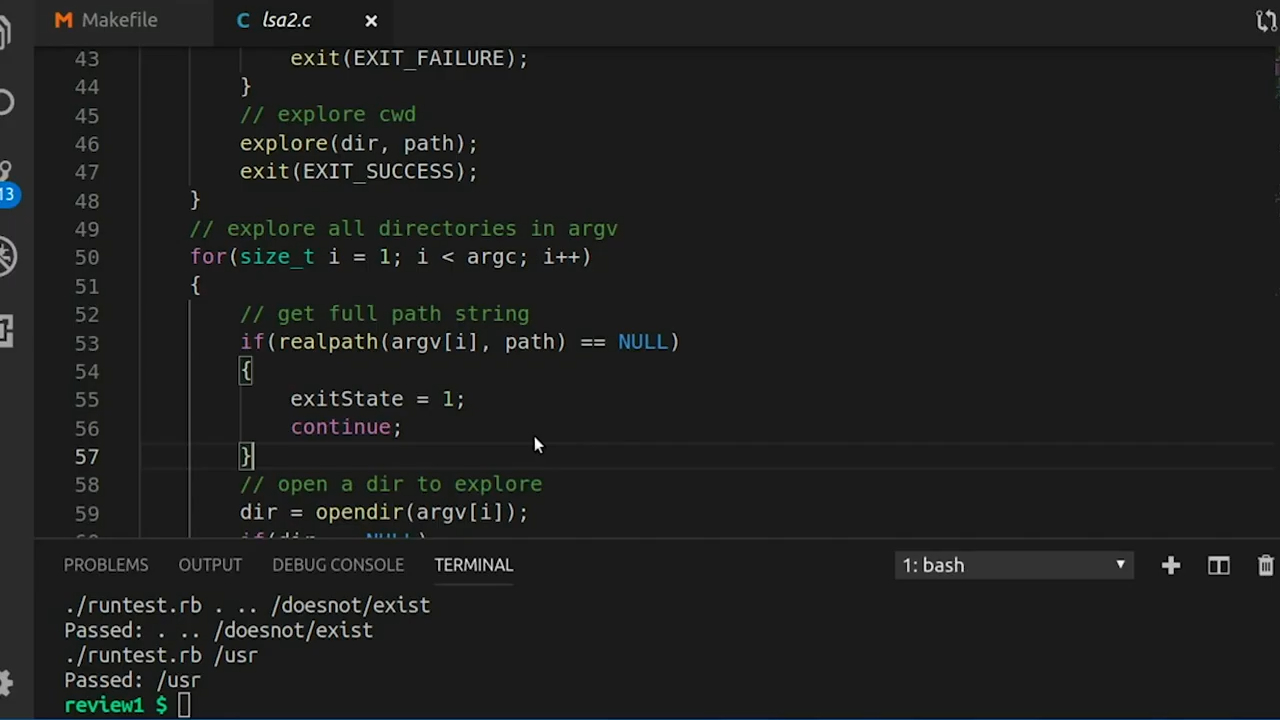 Makefile
lsa2.c
43 exit(EXIT_FAILURE);
44 }
45 // explore cwd
46 explore(dir, path);
47 exit(EXIT_SUCCESS);
48 }
49 // explore all directories in argv
50 for(size_t i = 1; i < argc; i++)
51 {
52 // get full path string
53 if(realpath(argv[i], path) == NULL)
54 {
55 exitState = 1;
56 continue;
57 }
58 // open a dir to explore
59 dir = opendir(argv[i]);
13
PROBLEMS OUTPUT DEBUG CONSOLE TERMINAL 1: bash
./runtest.rb . .. /doesnot/exist
Passed: . .. /doesnot/exist
./runtest.rb /usr
Passed: /usr
review1 $